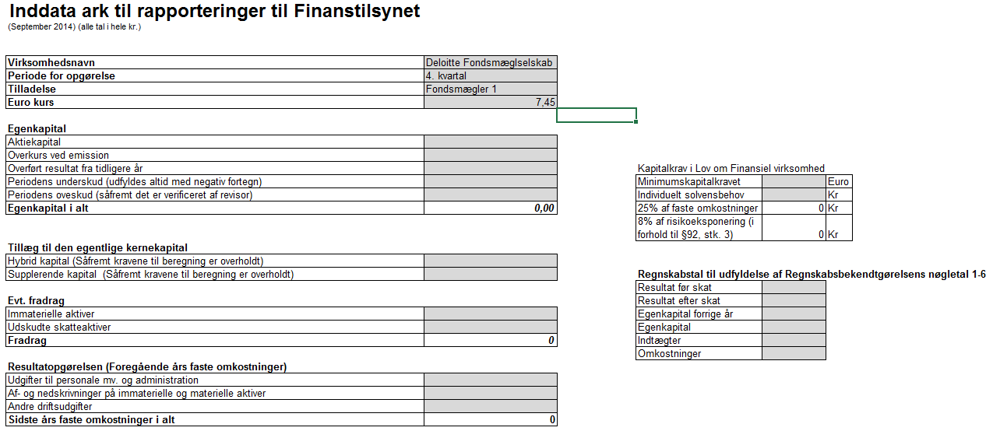 Inddata ark til rapporteringer til Finanstilsynet
(September 2014) (alle tal i hele kr.)
Virksomhedsnavn Deloitte Fondsmæglselskab
Periode for opgørelse 4. kvartal
Tilladelse Fondsmægler 1
Euro kurs 7,45
Egenkapital
Aktiekapital
Overkurs ved emission
Overført resultat fra tidligere år
Periodens underskud (udfyldes altid med negativ fortegn)
Periodens oveskud (såfremt det er verificeret af revisor)
Egenkapital i alt 0,00
Tillæg til den egentlige kernekapital
Hybrid kapital (Såfremt kravene til beregning er overholdt)
Supplerende kapital (Såfremt kravene til beregning er overholdt)
Evt. fradrag
Immaterielle aktiver
Udskudte skatteaktiver
Fradrag 0
Resultatopgørelsen (Foregående års faste omkostninger)
Udgifter til personale mv. og administration
Af- og nedskrivninger på immaterielle og materielle aktiver
Andre driftsudgifter
Sidste års faste omkostninger i alt 0
Kapitalkrav i Lov om Finansiel virksomhed
Minimumskapitalkravet Euro
Individuelt solvensbehov Kr
25% af faste omkostninger 0 Kr
8% af risikoeksponering (i
forhold til §92, stk. 3) 0 Kr
Regnskabstal til udfyldelse af Regnskabsbekendtgørelsens nøgletal 1-6
Resultat før skat
Resultat efter skat
Egenkapital forrige år
Egenkapital
Indtægter
Omkostninger